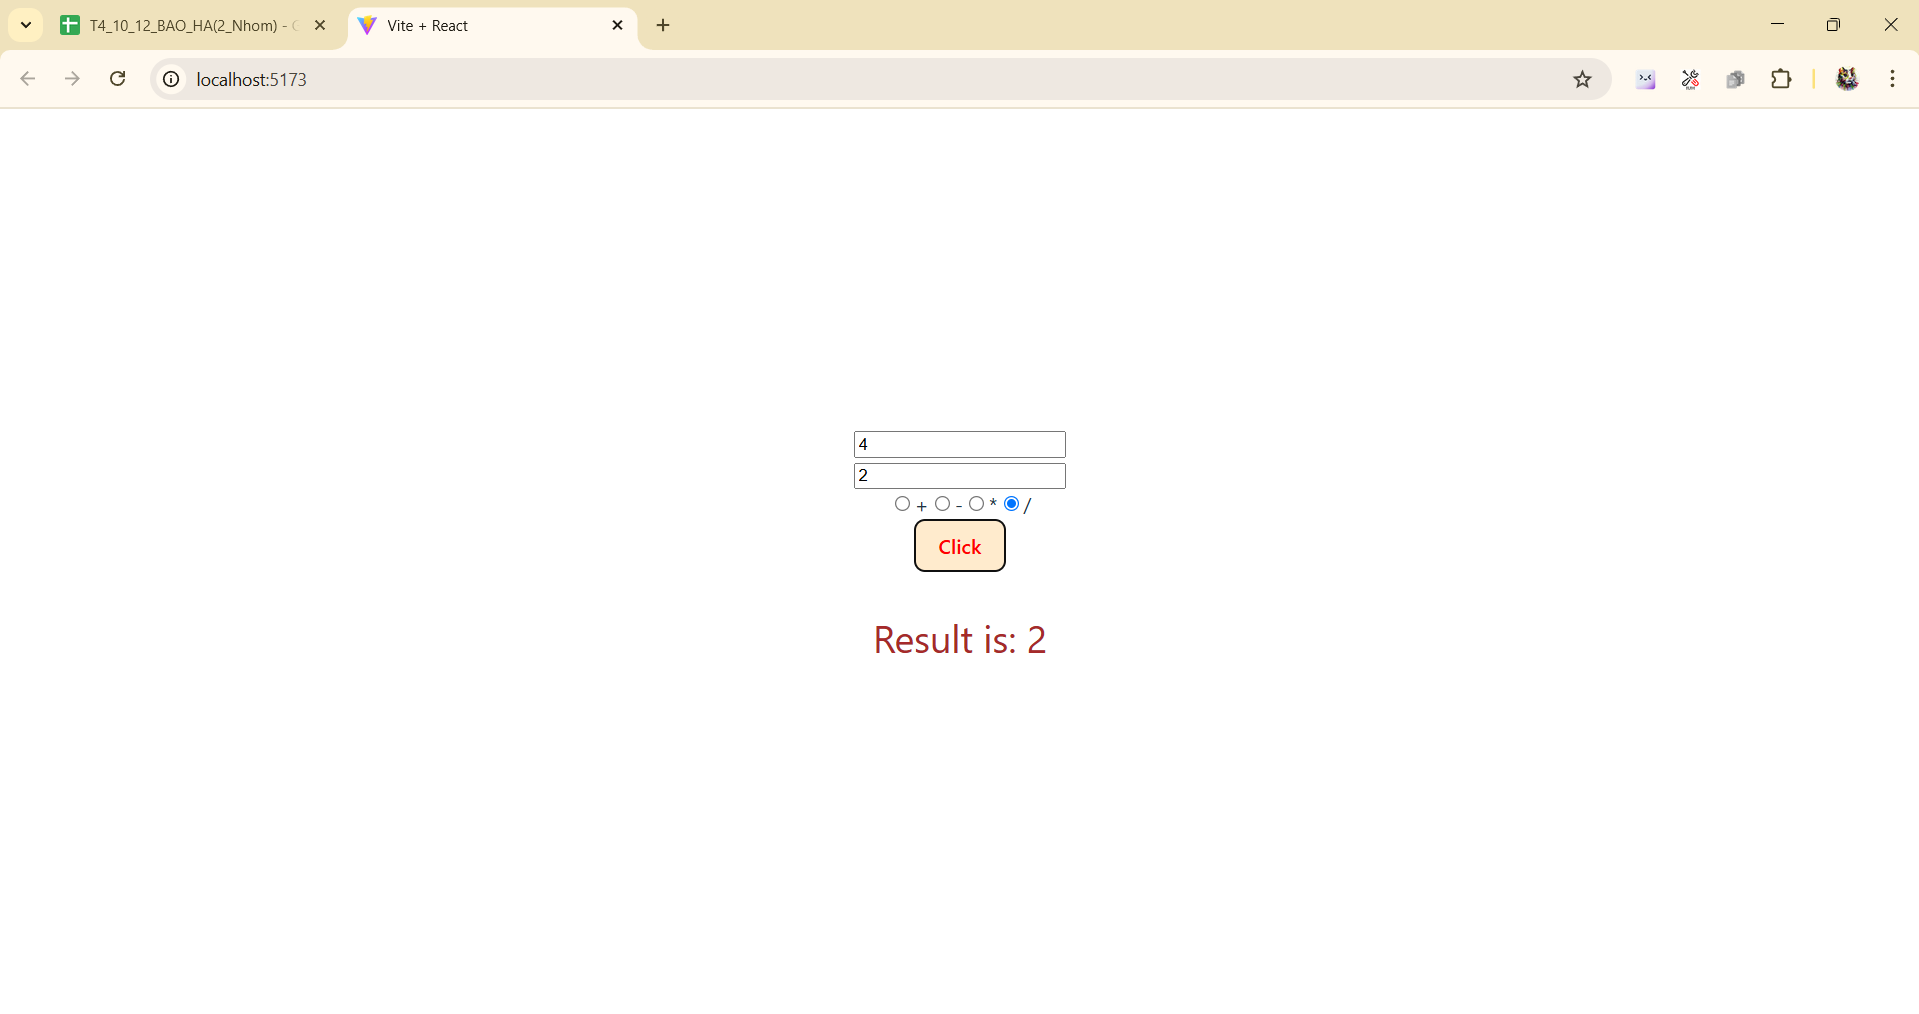 T4_10_12_BAO_HA(2_Nhom) -
Vite + React
localhost:5173
4
2
+ - * /
Click
Result is: 2